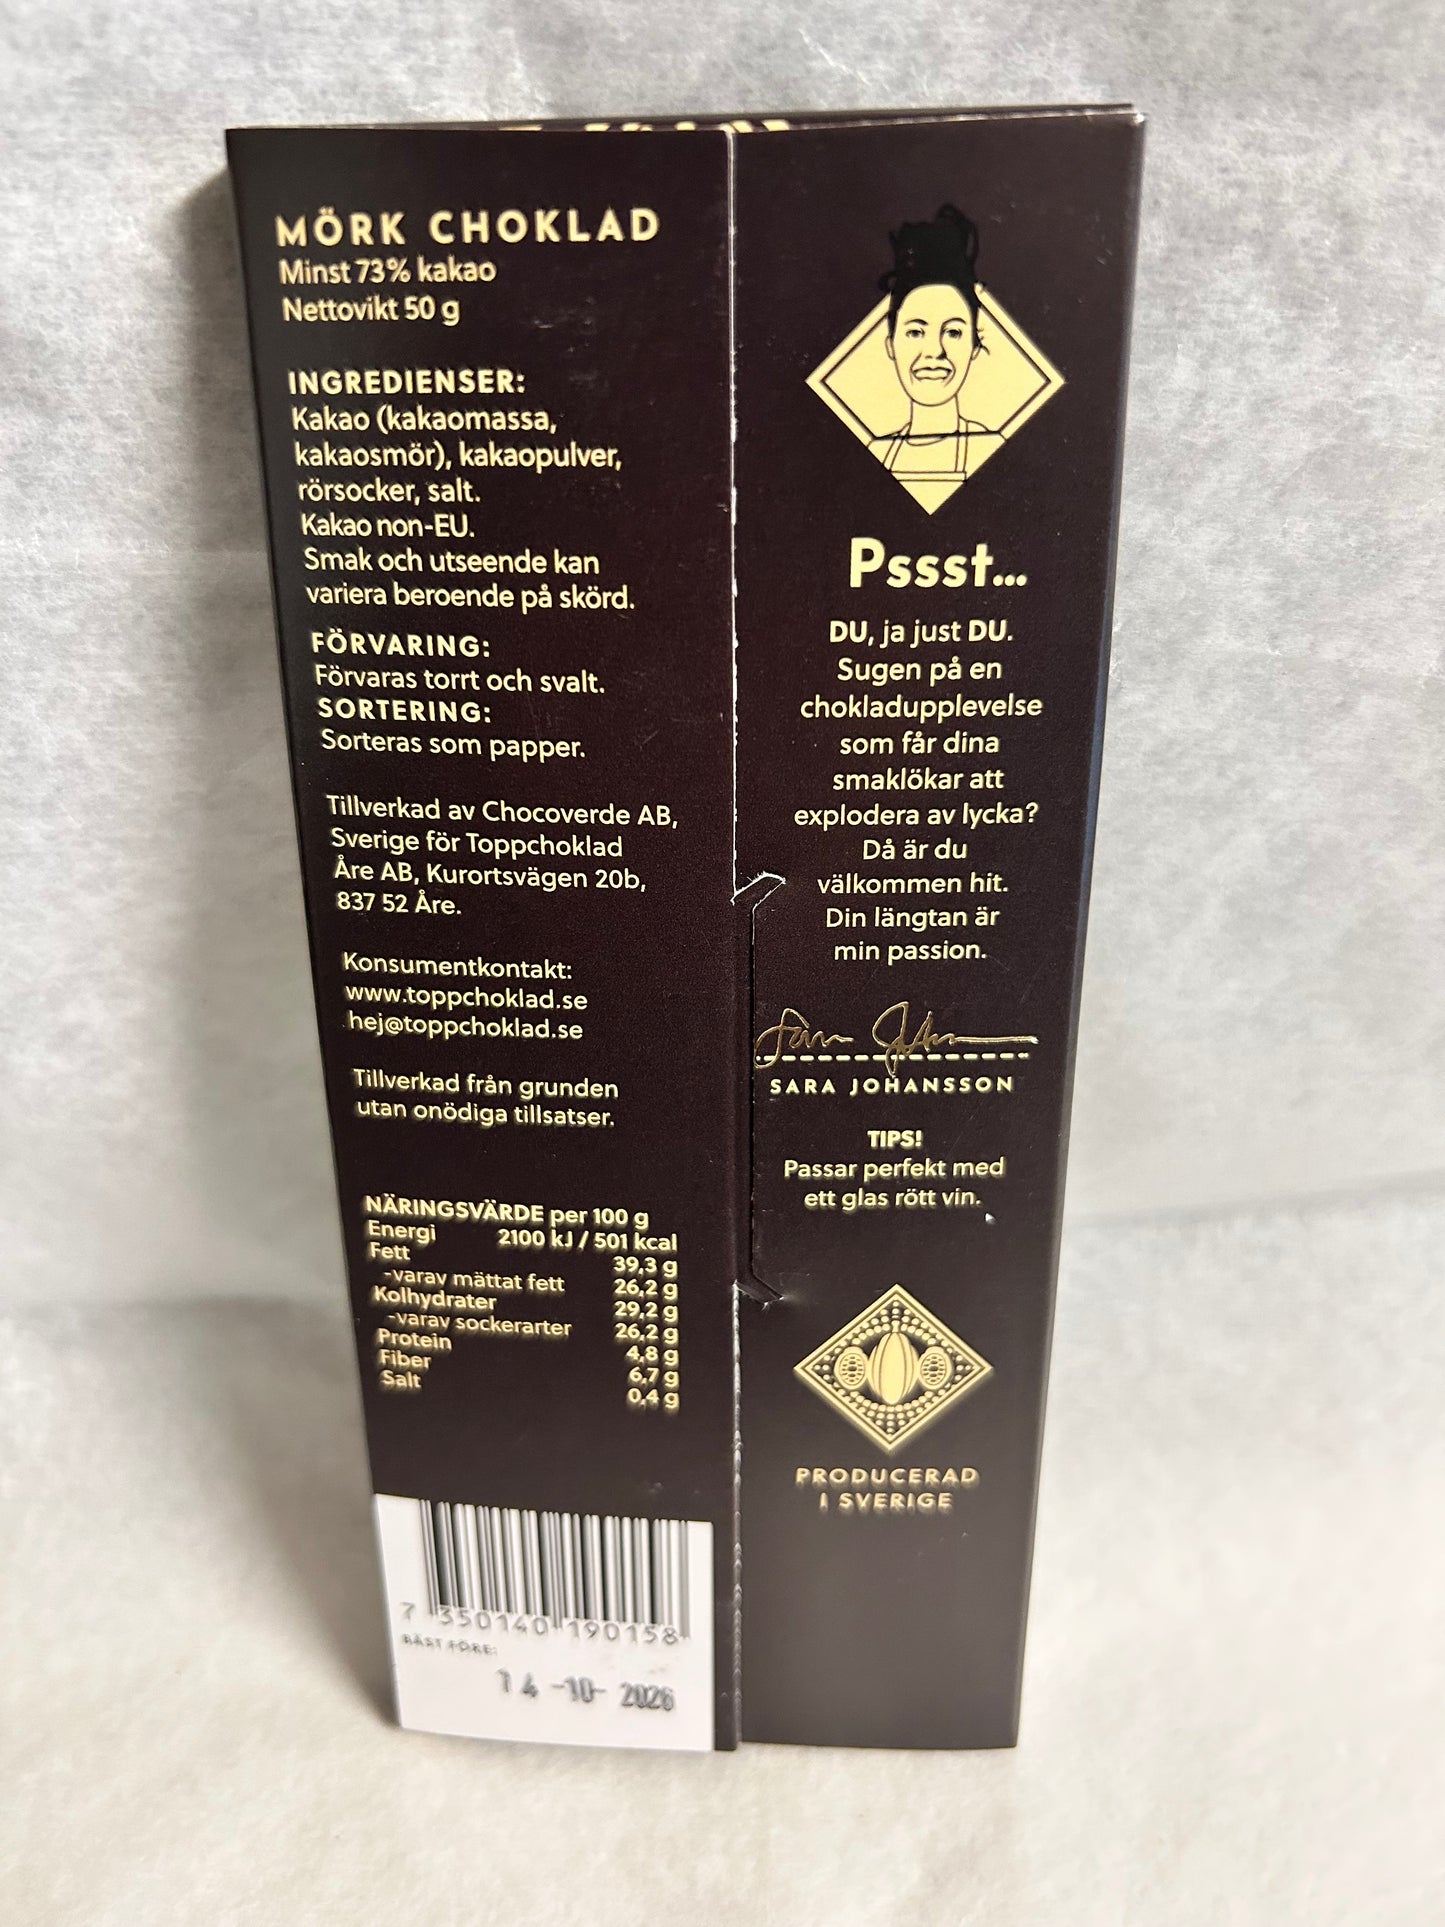 MÖRK CHOKLAD
Minst 73% kakao
Nettovikt 50 g
INGREDIENSER:
Kakao (kakaomassa,
kakaosmör), kakaopulver,
rörsocker, salt.
Kakao non-EU.
Smak och utseende kan
variera beroende på skörd.
FÖRVARING:
Förvaras torrt och svalt.
SORTERING:
Sorteras som papper.
Tillverkad av Chocoverde AB,
Sverige för Toppchoklad
Åre AB, Kurortsvägen 20b,
837 52 Åre.
Konsumentkontakt:
www.toppchoklad.se
hej@toppchoklad.se
Tillverkad från grunden
utan onödiga tillsatser.
NÄRINGSVÄRDE per 100 g
Energi 2100 kJ / 501 kcal
Fett 39,3 g
-varav mättat fett 26,2 g
Kolhydrater 29,2 g
-varav sockerarter 26,2 g
Protein 4,8 g
Fiber 6,7 g
Salt 0,4 g
7 350140 190158
BÄST FÖRE:
14 -10- 2026
Pssst...
DU, ja just DU.
Sugen på en
chokladupplevelse
som får dina
smaklökar att
explodera av lycka?
Då är du
välkommen hit.
Din längtan är
min passion.
SARA JOHANSSON
TIPS!
Passar perfekt med
ett glas rött vin.
PRODUCERAD
I SVERIGE